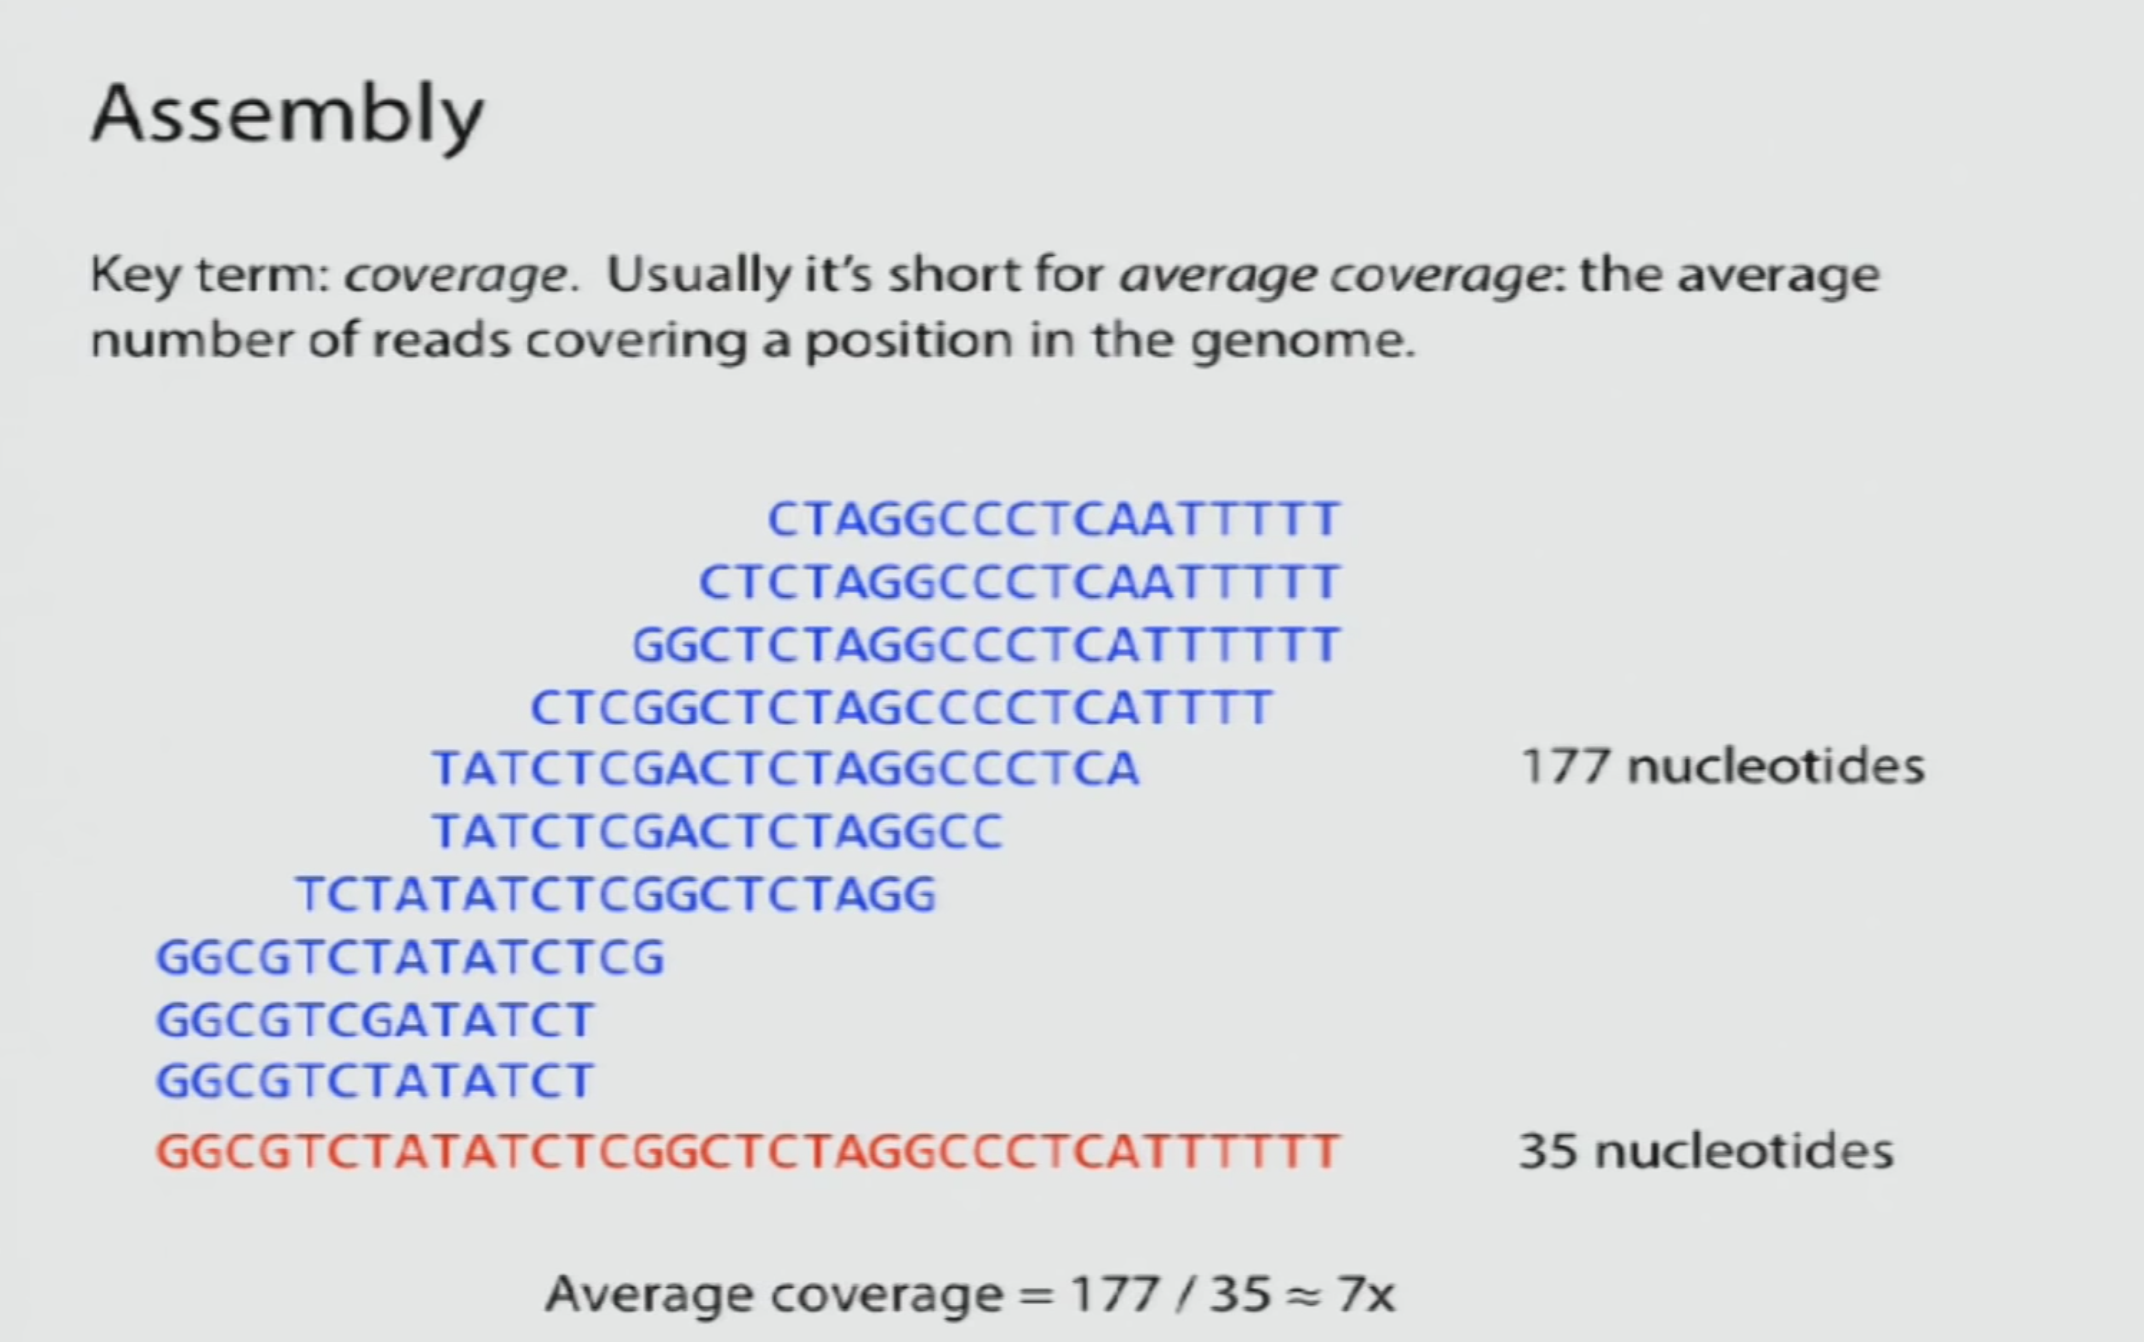 Assembly
Key term: coverage. Usually it's short for average coverage: the average
number of reads covering a position in the genome.
CTAGGCCCTCAATTTTT
CTCTAGGCCCTCAATTTTT
GGCTCTAGGCCCTCATTTTTT
CTCGGCTCTAGCCCCTCATTTT
TATCTCGACTCTAGGCCCTCA 177 nucleotides
TATCTCGACTCTAGGCC
TCTATATCTCGGCTCTAGG
GGCGTCTATATCTCG
GGCGTCGATATCT
GGCGTCTATATCT
GGCGTCTATATCTCGGCTCTAGGCCCTCATTTTTT 35 nucleotides
Average coverage = 177 / 35 ≈ 7x